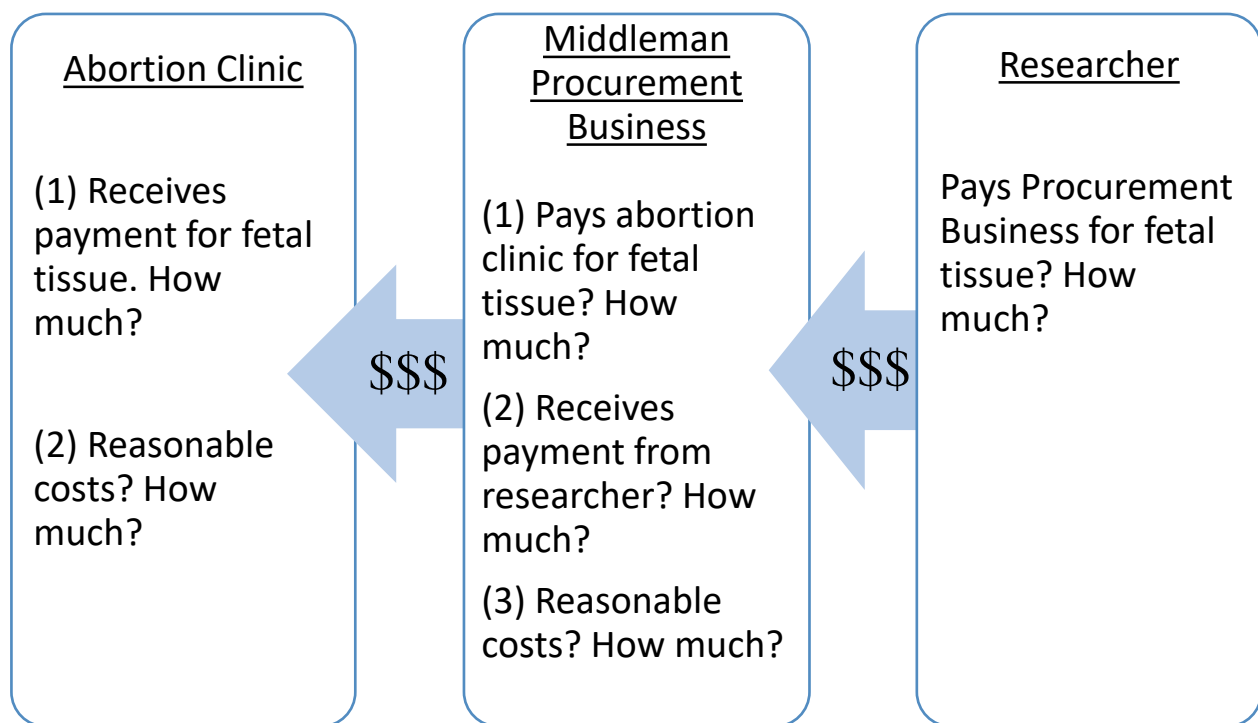 Abortion Clinic
(1) Receives
payment for fetal
tissue. How
much?
(2) Reasonable
costs? How
much?
$$$
Middleman
Procurement
Business
(1) Pays abortion
clinic for fetal
tissue? How
much?
(2) Receives
payment from
researcher? How
much?
(3) Reasonable
costs? How much?
$$$
Researcher
Pays Procurement
Business for fetal
tissue? How
much?